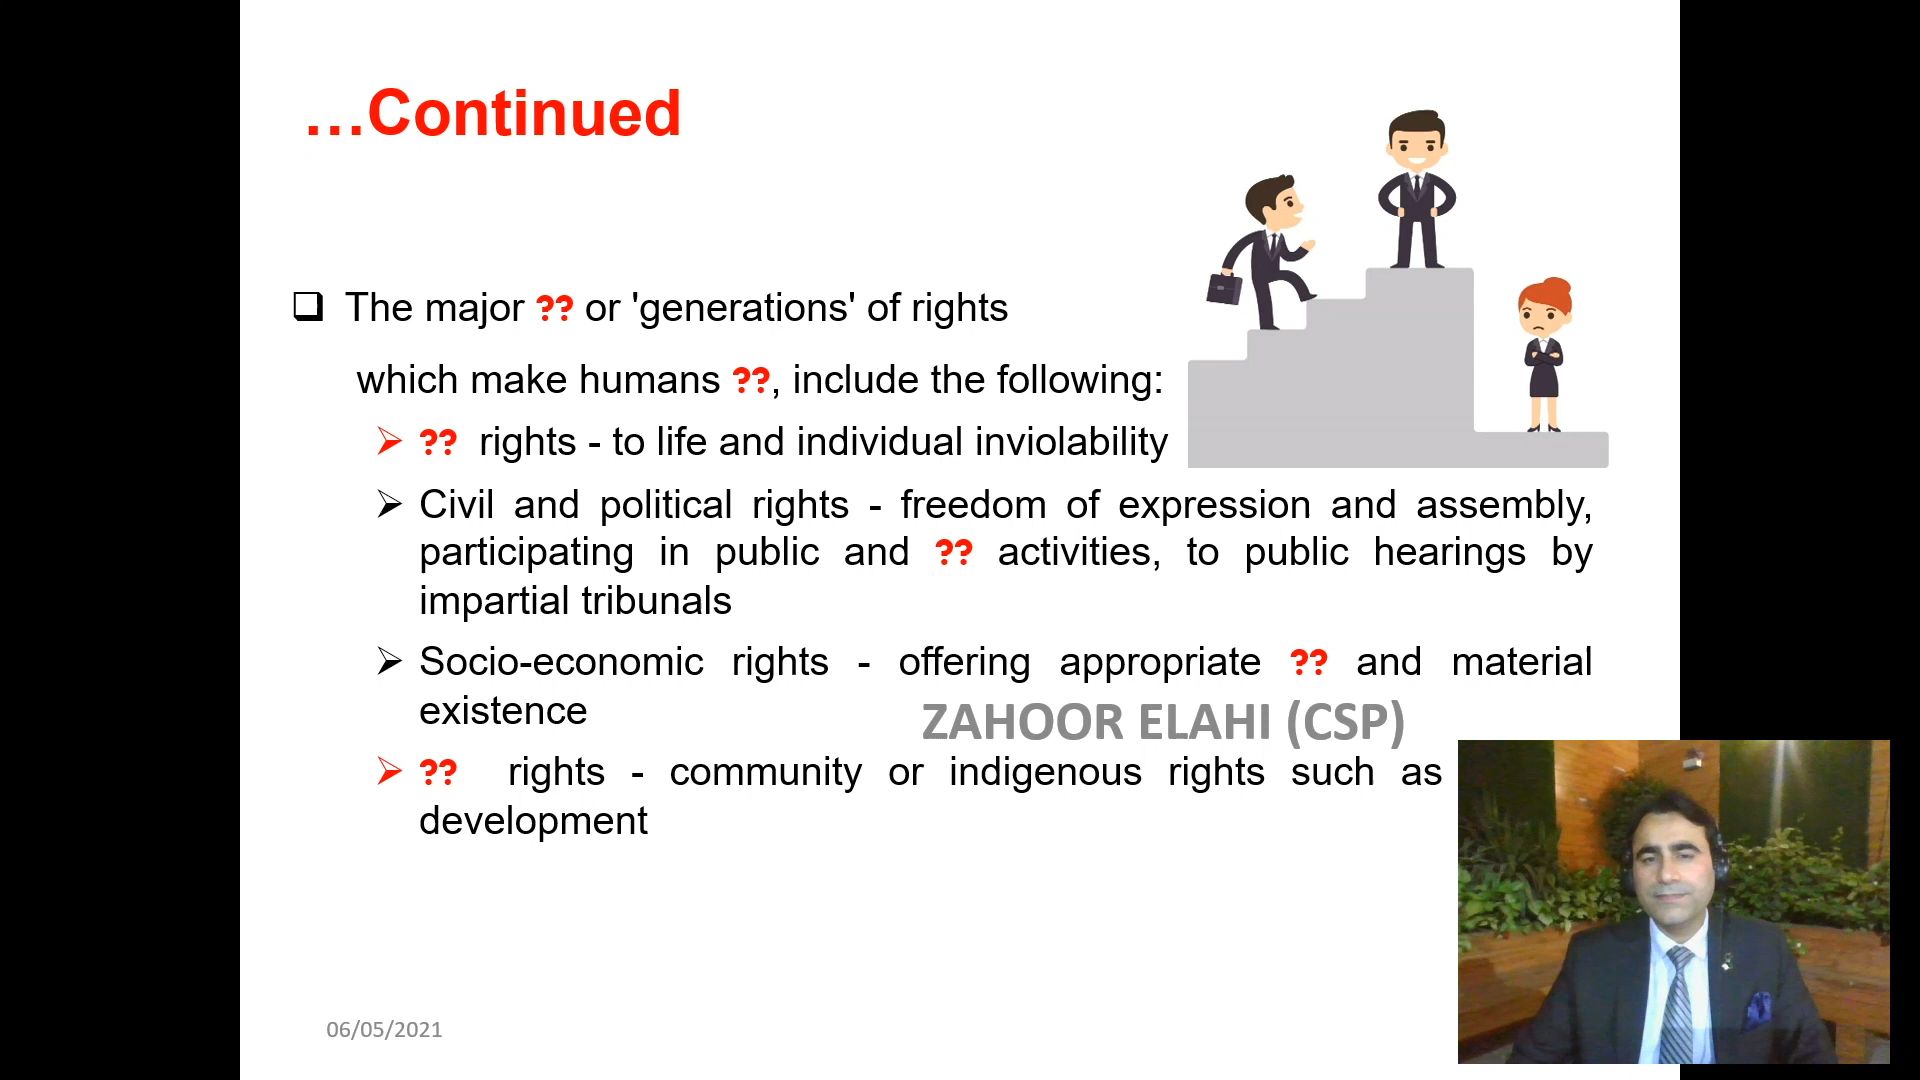 …Continued
The major ?? or 'generations' of rights
which make humans ??, include the following:
?? rights - to life and individual inviolability
Civil and political rights - freedom of expression and assembly,
participating in public and ?? activities, to public hearings by
impartial tribunals
Socio-economic rights - offering appropriate ?? and material
existence
ZAHOOR ELAHI (CSP)
?? rights - community or indigenous rights such as
development
06/05/2021